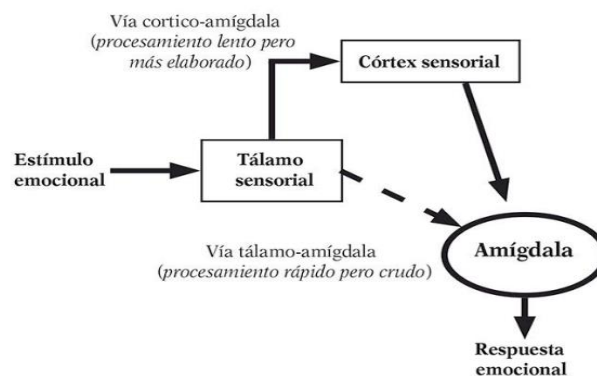 Vía cortico-amígdala
(procesamiento lento pero
más elaborado)
Córtex sensorial
Estímulo
emocional
Tálamo
sensorial
Vía tálamo-amígdala
(procesamiento rápido pero crudo)
Amígdala
Respuesta
emocional